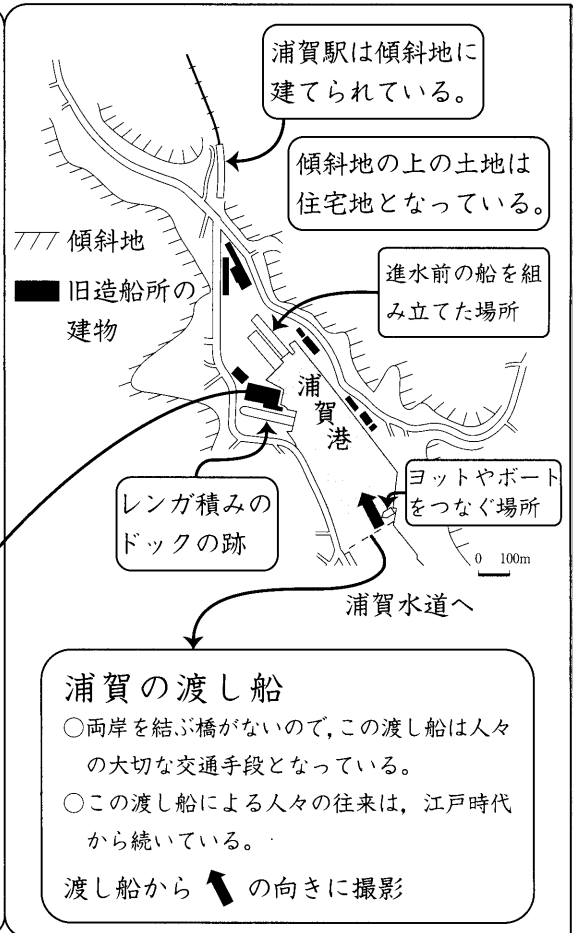 浦賀駅は傾斜地に
建てられている。
傾斜地の上の土地は
住宅地となっている。
傾斜地
旧造船所の
建物
進水前の船を組
み立てた場所
浦賀港
レンガ積みの
ドックの跡
ヨットやボート
をつなぐ場所
0 100m
浦賀水道へ
浦賀の渡し船
○両岸を結ぶ橋がないので,この渡し船は人々
の大切な交通手段となっている。
○この渡し船による人々の往来は,江戸時代
から続いている。
渡し船から の向きに撮影